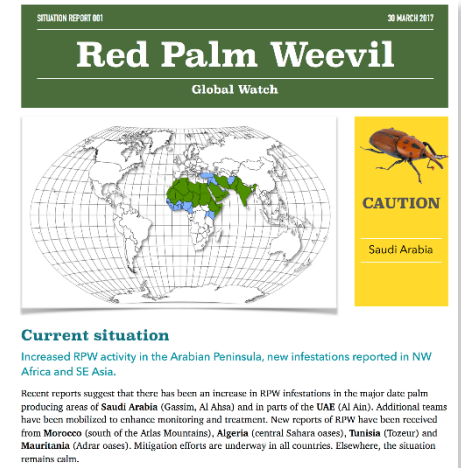 SITUATION REPORT 001
30 MARCH 2017
Red Palm Weevil
Global Watch
CAUTION
Saudi Arabia
Current situation
Increased RPW activity in the Arabian Peninsula, new infestations reported in NW
Africa and SE Asia.
Recent reports suggest that there has been an increase in RPW infestations in the major date palm
producing areas of Saudi Arabia (Gassim, Al Ahsa) and in parts of the UAE (Al Ain). Additional teams
have been mobilized to enhance monitoring and treatment. New reports of RPW have been received
from Morocco (south of the Atlas Mountains), Algeria (central Sahara oases), Tunisia (Tozeur) and
Mauritania (Adrar oases). Mitigation efforts are underway in all countries. Elsewhere, the situation
remains calm.